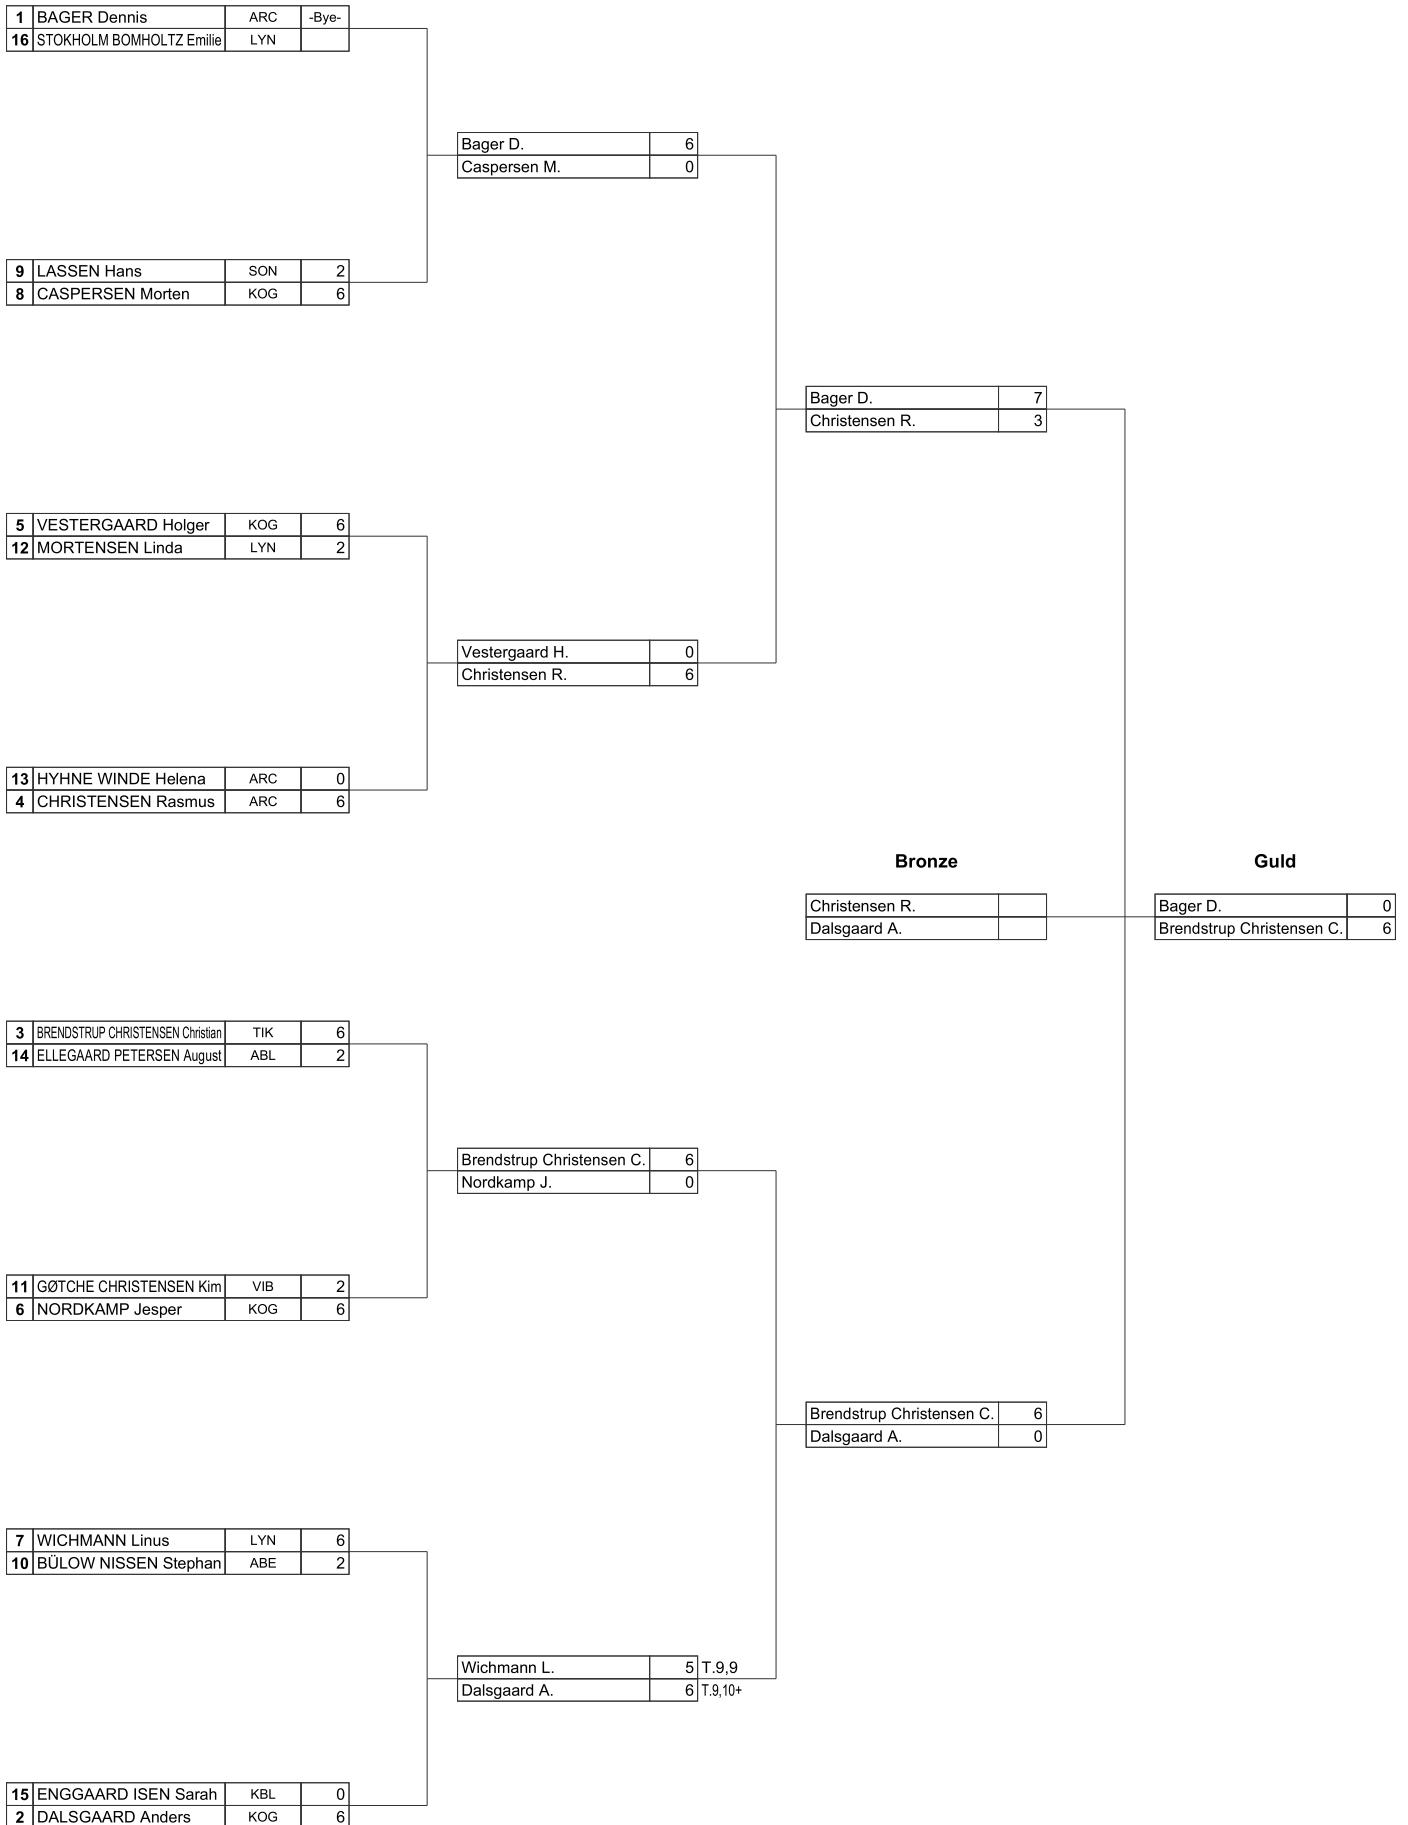 1 BAGER Dennis ARC -Bye-
16 STOKHOLM BOMHOLTZ Emilie LYN
Bager D. 6
Caspersen M. 0
9 LASSEN Hans SON 2
8 CASPERSEN Morten KOG 6
Bager D. 7
Christensen R. 3
5 VESTERGAARD Holger KOG 6
12 MORTENSEN Linda LYN 2
Vestergaard H. 0
Christensen R. 6
13 HYHNE WINDE Helena ARC 0
4 CHRISTENSEN Rasmus ARC 6
Bronze Guld
Christensen R. Bager D. 0
Dalsgaard A. Brendstrup Christensen C. 6
3 BRENDSTRUP CHRISTENSEN Christian TIK 6
14 ELLEGAARD PETERSEN August ABL 2
Brendstrup Christensen C. 6
Nordkamp J. 0
11 GØTCHE CHRISTENSEN Kim VIB 2
6 NORDKAMP Jesper KOG 6
Brendstrup Christensen C. 6
Dalsgaard A. 0
7 WICHMANN Linus LYN 6
10 BÜLOW NISSEN Stephan ABE 2
Wichmann L. 5 T.9,9
Dalsgaard A. 6 T.9,10+
15 ENGGAARD ISEN Sarah KBL 0
2 DALSGAARD Anders KOG 6